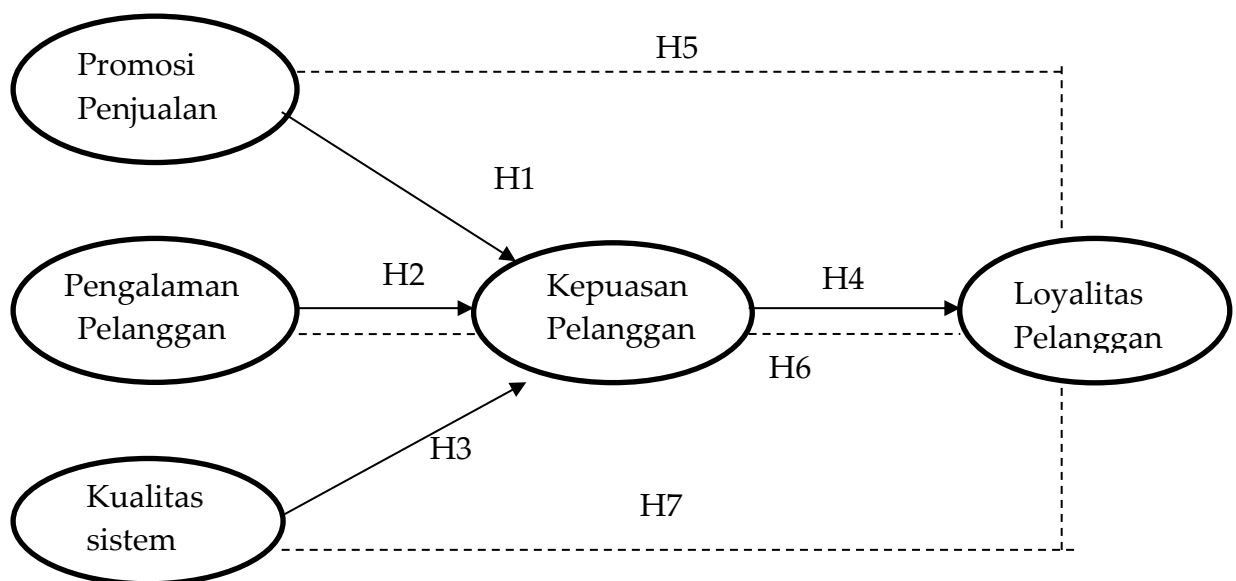 Promosi
Penjualan
H5
H1
Pengalaman
Pelanggan
H2
Kepuasan
Pelanggan
H4
Loyalitas
Pelanggan
H6
H3
Kualitas
sistem
H7